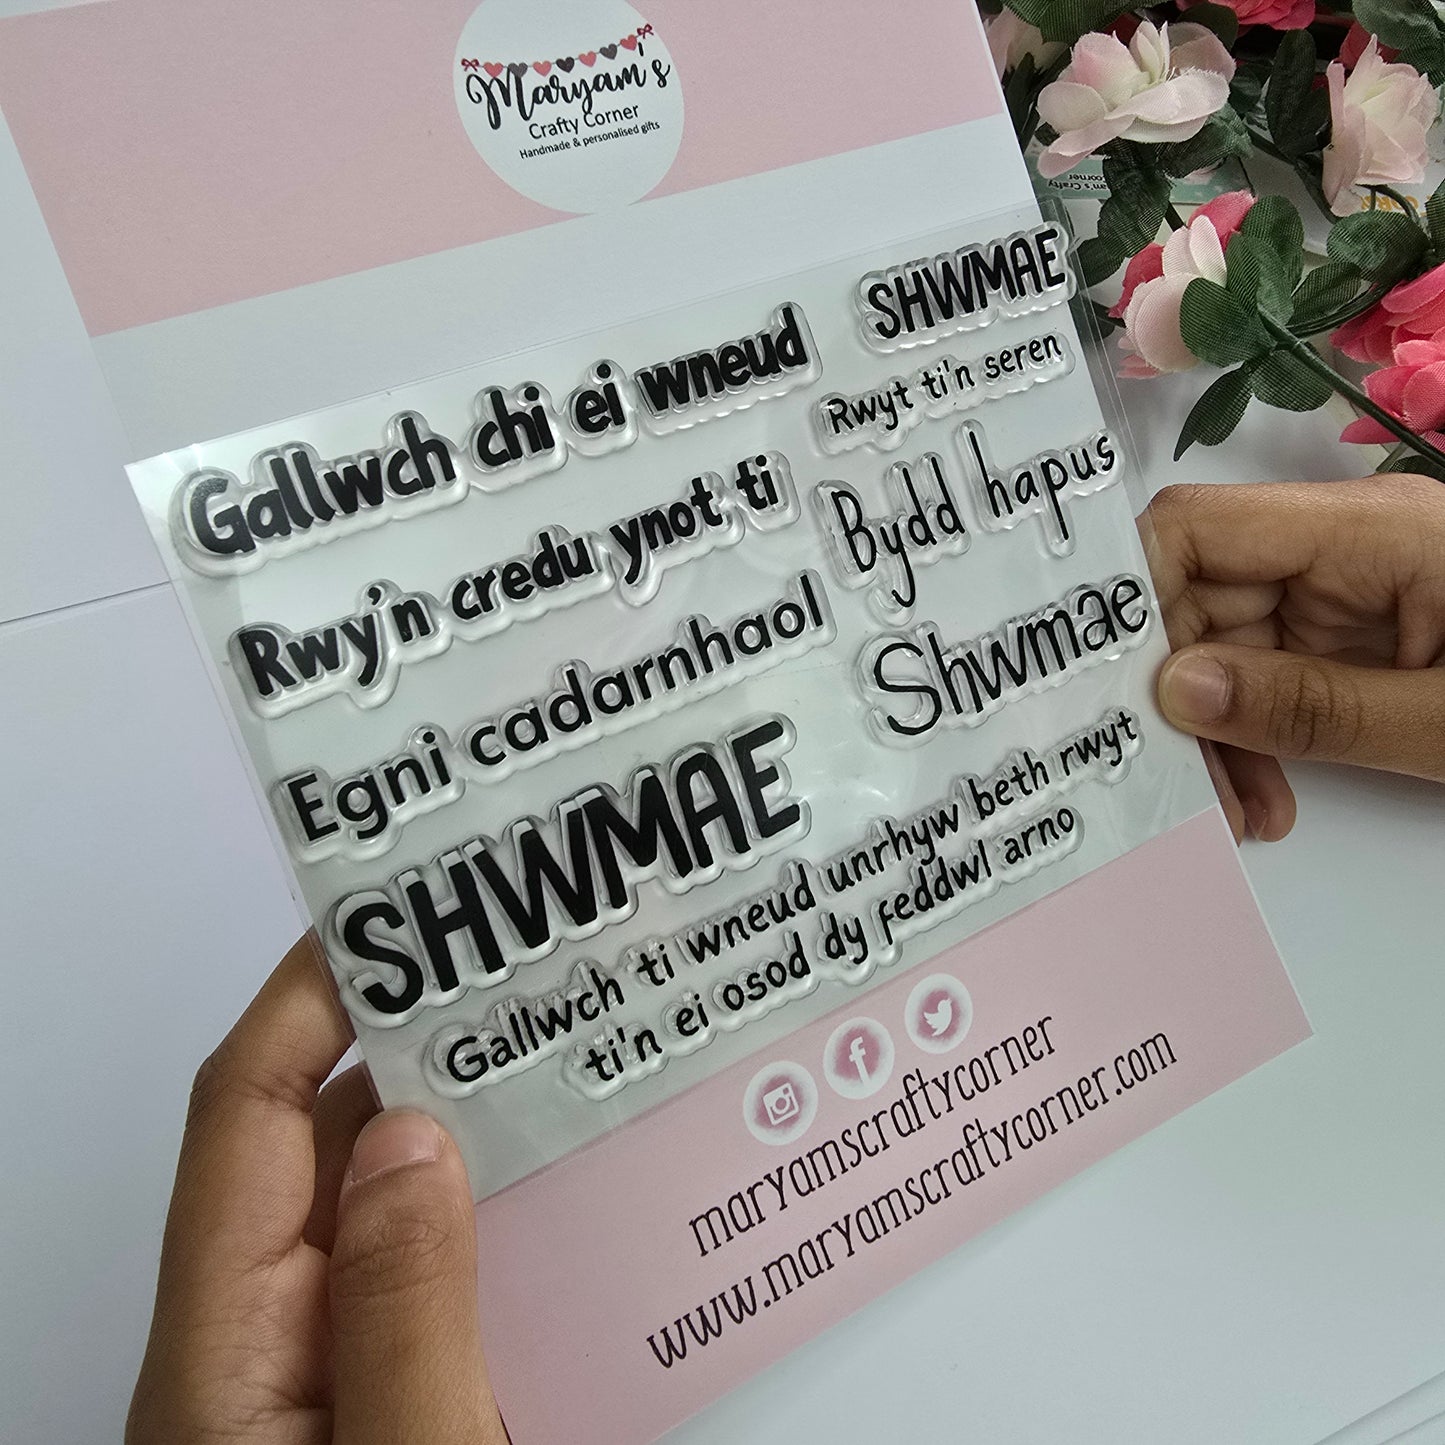 Maryam's
Crafty Corner
Handmade & personalised gifts
Gallwch chi ei wneud
Rwy'n credu ynot ti
Egni cadarnhaol
SHWMAE
SHWMAE
Rwyt ti'n seren
Bydd hapus
Shwmae
Gallwch ti wneud unrhyw beth rwyt
ti'n ei osod dy feddwl arno
maryamscraftycorner
www.maryamscraftycorner.com